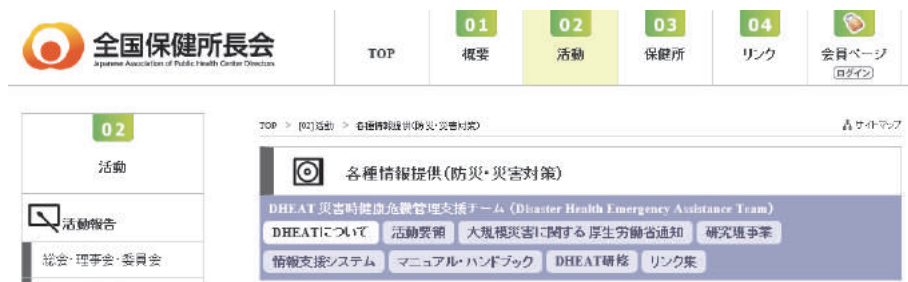 全国保健所長会
Japanese Association of Public Health Center Directors
TOP
01
概要
02
活動
03
保健所
04
リンク
会員ページ
ログイン
02
活動
活動報告
総会・理事会・委員会
TOP > [02]活動 > 各種情報提供(防災・災害対策)
サイトマップ
各種情報提供(防災・災害対策)
DHEAT 災害時健康危機管理支援チーム (Disaster Health Emergency Assistance Team)
DHEATについて 活動要領 大規模災害に関する厚生労働省通知 研究班事業
情報支援システム マニュアル・ハンドブック DHEAT研修 リンク集